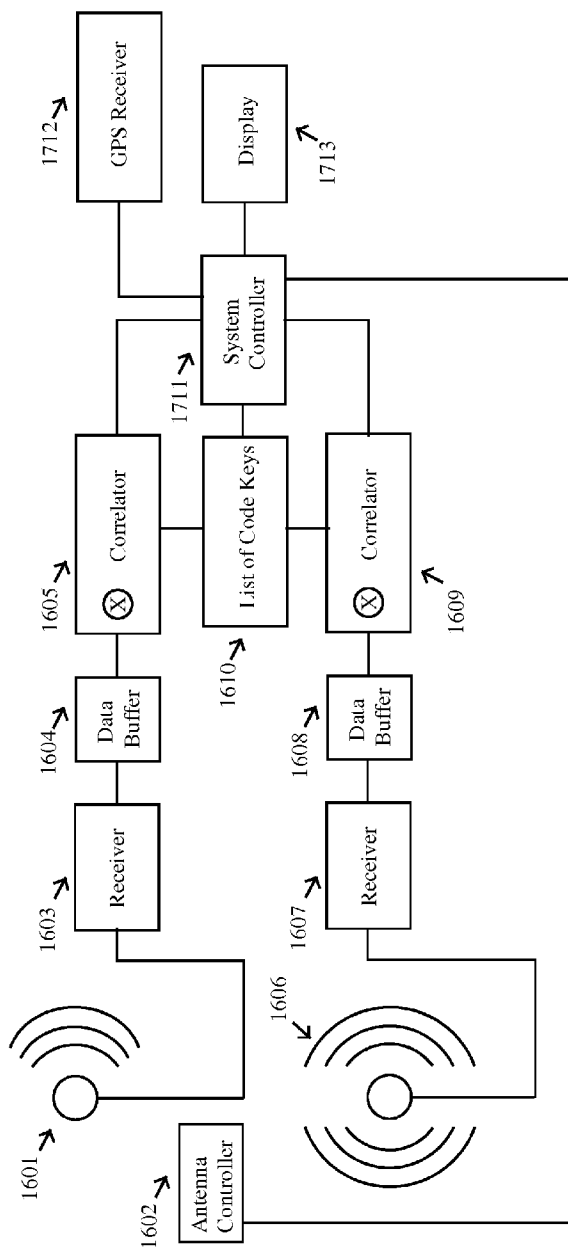 1601
1602
Antenna
Controller
1603
Receiver
1604
Data
Buffer
1605
X
Correlator
1606
1607
Receiver
1608
Data
Buffer
X
Correlator
1609
1610
List of Code Keys
1711
System
Controller
1712
GPS Receiver
Display
1713